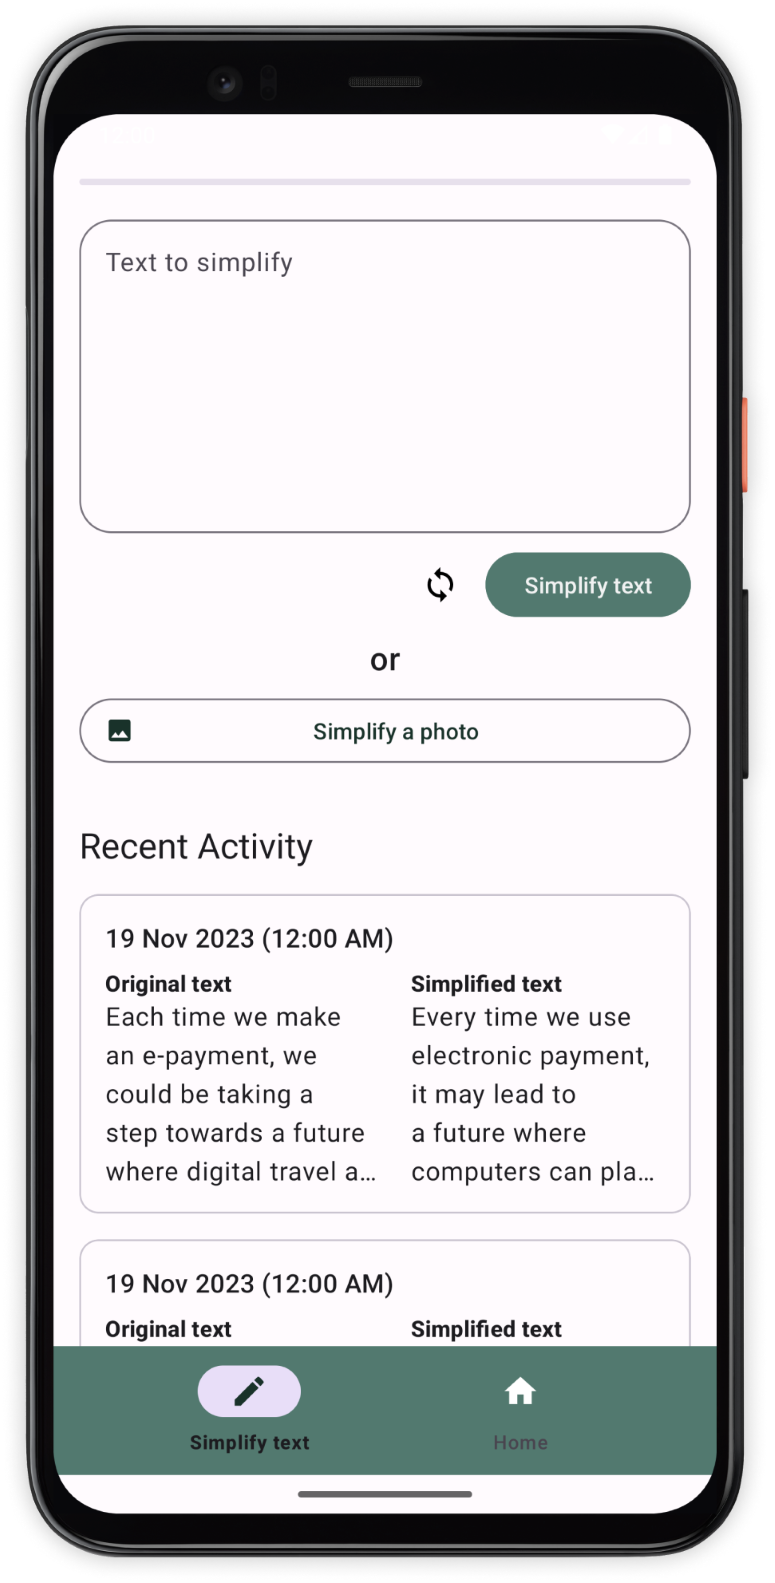 Text to simplify
Simplify text
or
Simplify a photo
Recent Activity
19 Nov 2023 (12:00 AM)
Original text
Each time we make
an e-payment, we
could be taking a
step towards a future
where digital travel a...
Simplified text
Every time we use
electronic payment,
it may lead to
a future where
computers can pla...
19 Nov 2023 (12:00 AM)
Original text
Simplified text
Simplify text
Home